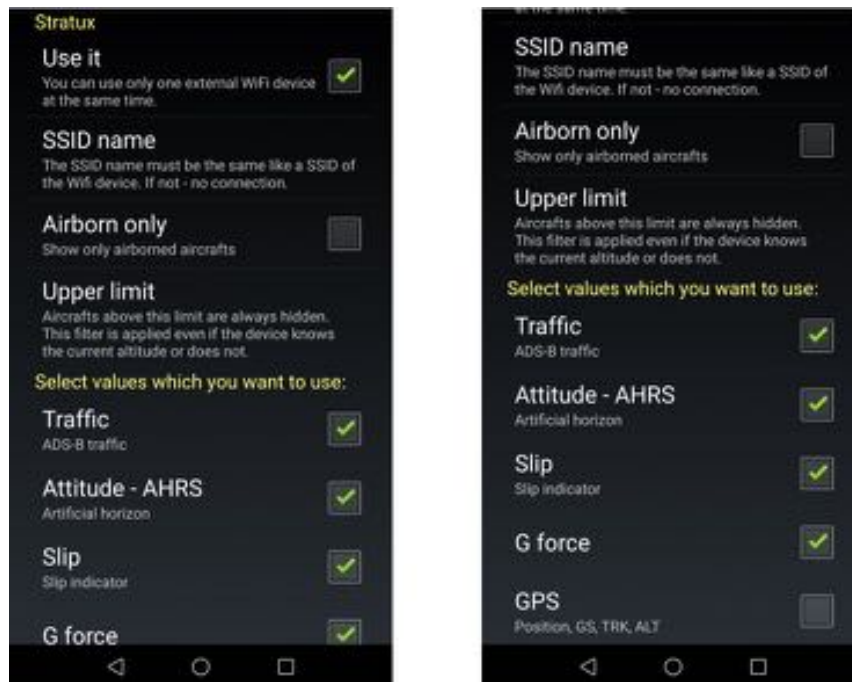 Stratux
Use it
You can use only one external WiFi device
at the same time.
SSID name
The SSID name must be the same like a SSID of
the Wifi device. If not - no connection.
Airborn only
Show only airborned aircrafts
Upper limit
Aircrafts above this limit are always hidden.
This filter is applied even if the device knows
the current altitude or does not.
Select values which you want to use:
Traffic
ADS-B traffic
Attitude - AHRS
Artificial horizon
Slip
Slip indicator
G force
at the same time.
SSID name
The SSID name must be the same like a SSID of
the Wifi device. If not - no connection.
Airborn only
Show only airborned aircrafts
Upper limit
Aircrafts above this limit are always hidden.
This filter is applied even if the device knows
the current altitude or does not.
Select values which you want to use:
Traffic
ADS-B traffic
Attitude - AHRS
Artificial horizon
Slip
Slip indicator
G force
GPS
Position, GS, TRK, ALT